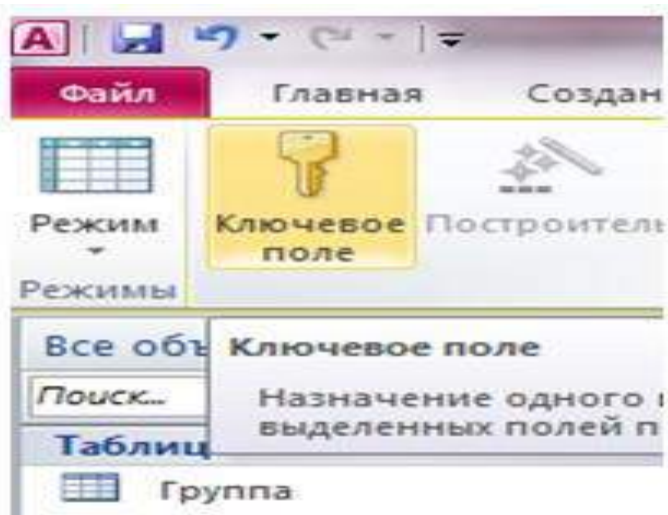 A
Файл Главная Создан
Режим Ключевое поле Построитель
Режимы
Все объ
Ключевое поле
Поиск...
Назначение одного
выделенных полей п
Таблиц
Группа